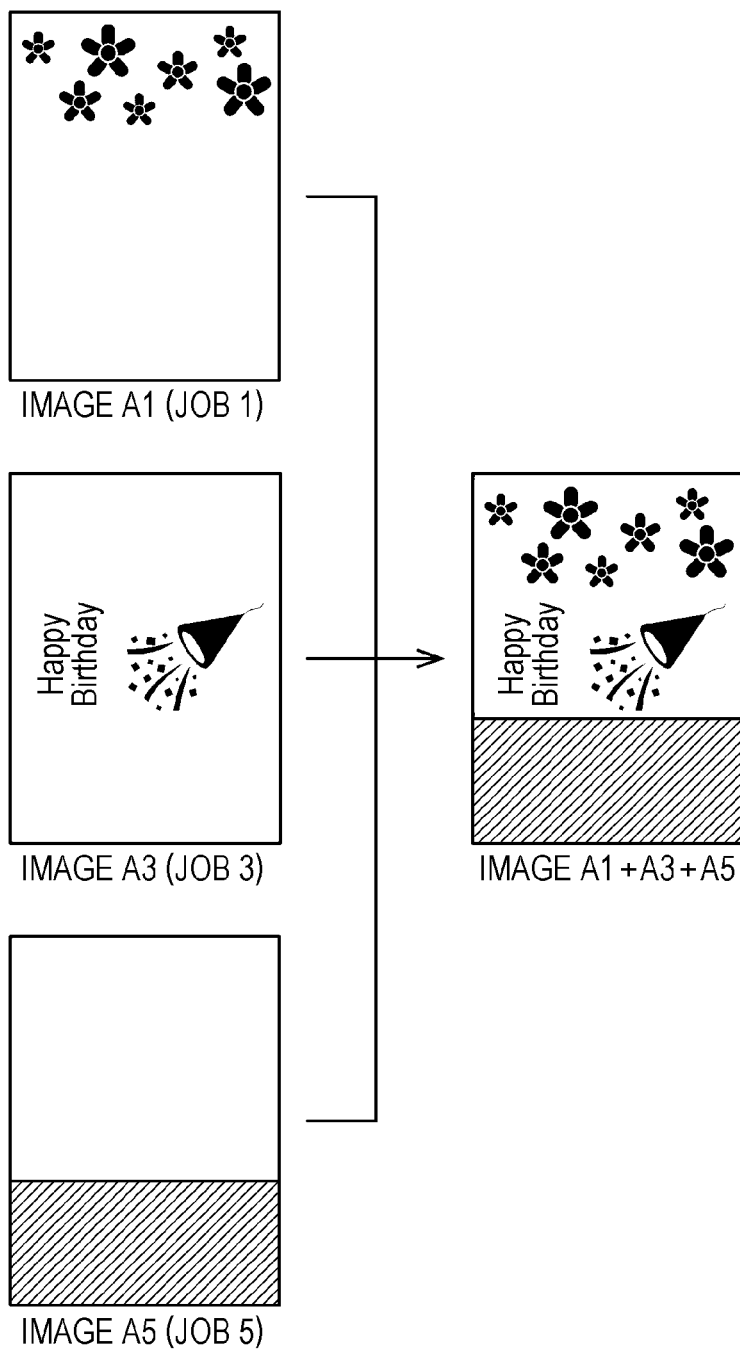 IMAGE A1 (JOB 1)
Happy
Birthday
IMAGE A3 (JOB 3)
Happy
Birthday
IMAGE A1+A3+A5
IMAGE A5 (JOB 5)